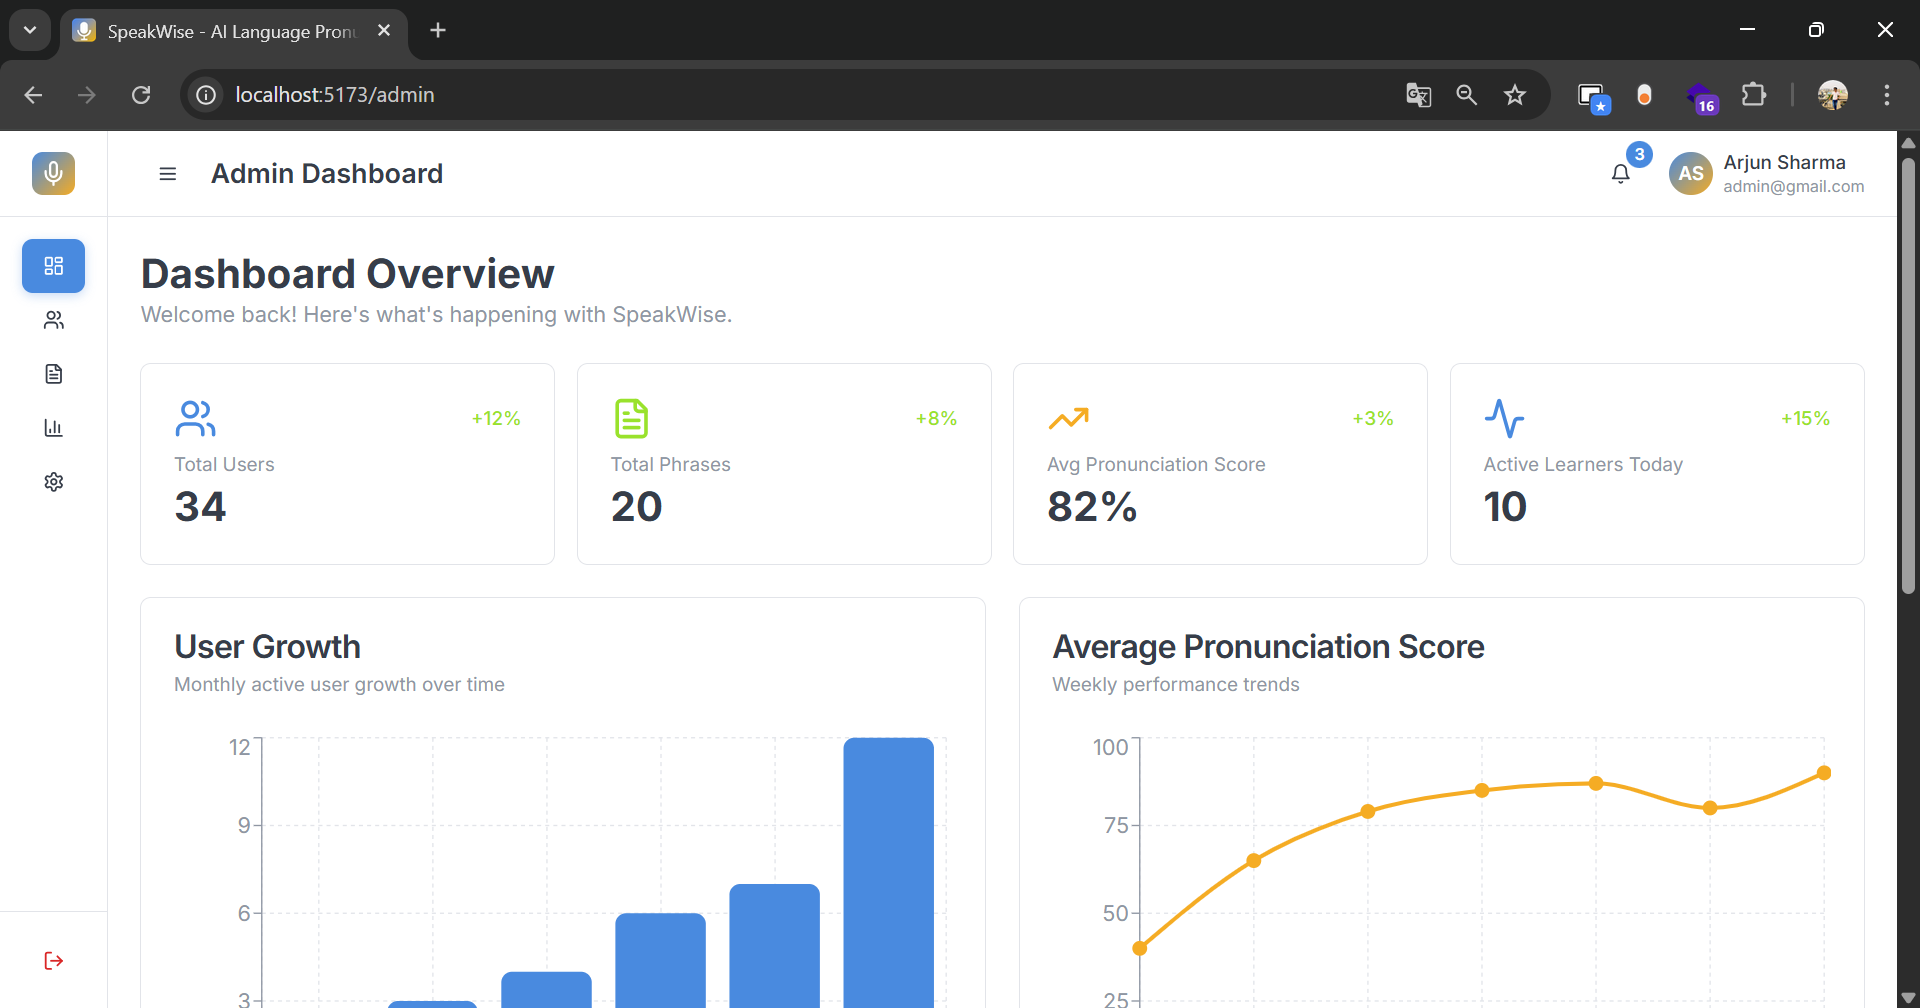 SpeakWise - AI Language Pron
localhost:5173/admin
16
Admin Dashboard
3
AS
Arjun Sharma
admin@gmail.com
Dashboard Overview
Welcome back! Here's what's happening with SpeakWise.
+12%
Total Users
34
+8%
Total Phrases
20
+3%
Avg Pronunciation Score
82%
+15%
Active Learners Today
10
User Growth
Monthly active user growth over time
12
9
6
3
Average Pronunciation Score
Weekly performance trends
100
75
50
25